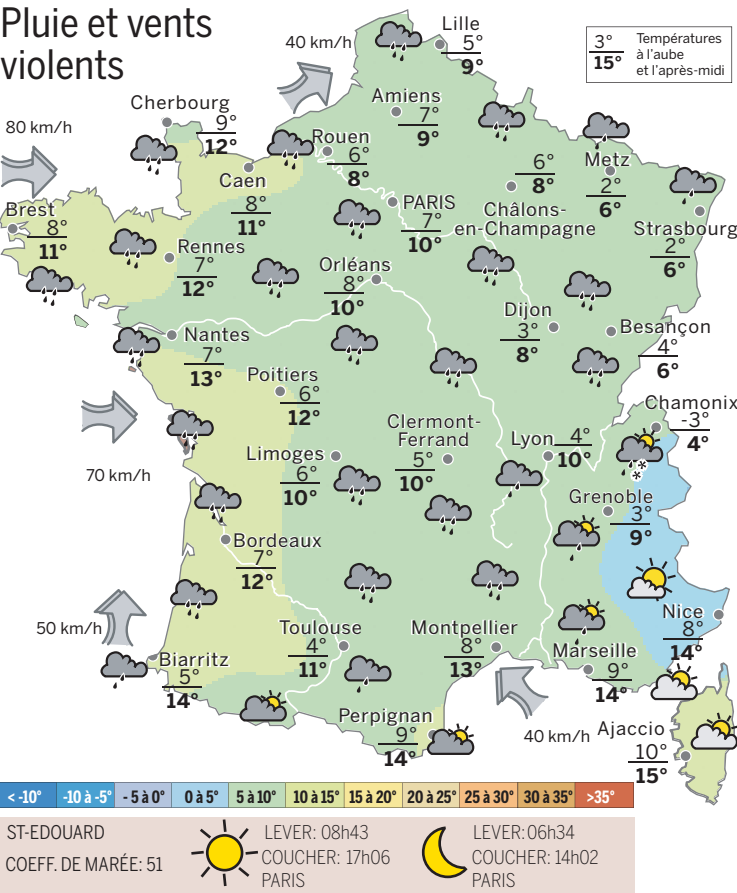 Pluie et vents
violents
40 km/h
Lille
5°
9°
3°
15°
Températures
à l'aube
et l'après-midi
Amiens
7°
9°
Cherbourg
9°
12°
80 km/h
Rouen
6°
8°
Caen
8°
11°
Metz
2°
6°
6°
8°
Châlons-
en-Champagne
PARIS
7°
10°
Strasbourg
2°
6°
Brest
8°
11°
Rennes
7°
12°
Orléans
8°
10°
Dijon
3°
8°
Besançon
4°
6°
Nantes
7°
13°
Poitiers
6°
12°
Chamonix
-3°
4°
Clermont-
Ferrand
5°
10°
Lyon
4°
10°
70 km/h
Limoges
6°
10°
Grenoble
3°
9°
Bordeaux
7°
12°
50 km/h
Toulouse
4°
11°
Montpellier
8°
13°
Nice
8°
14°
Biarritz
5°
14°
Marseille
9°
14°
Perpignan
9°
14°
40 km/h
Ajaccio
10°
15°
< -10° -10 à -5° - 5 à 0° 0 à 5° 5 à 10° 10 à 15° 15 à 20° 20 à 25° 25 à 30° 30 à 35° >35°
ST-EDOUARD
COEFF. DE MARÉE: 51
LEVER: 08h43
COUCHER: 17h06
PARIS
LEVER: 06h34
COUCHER: 14h02
PARIS